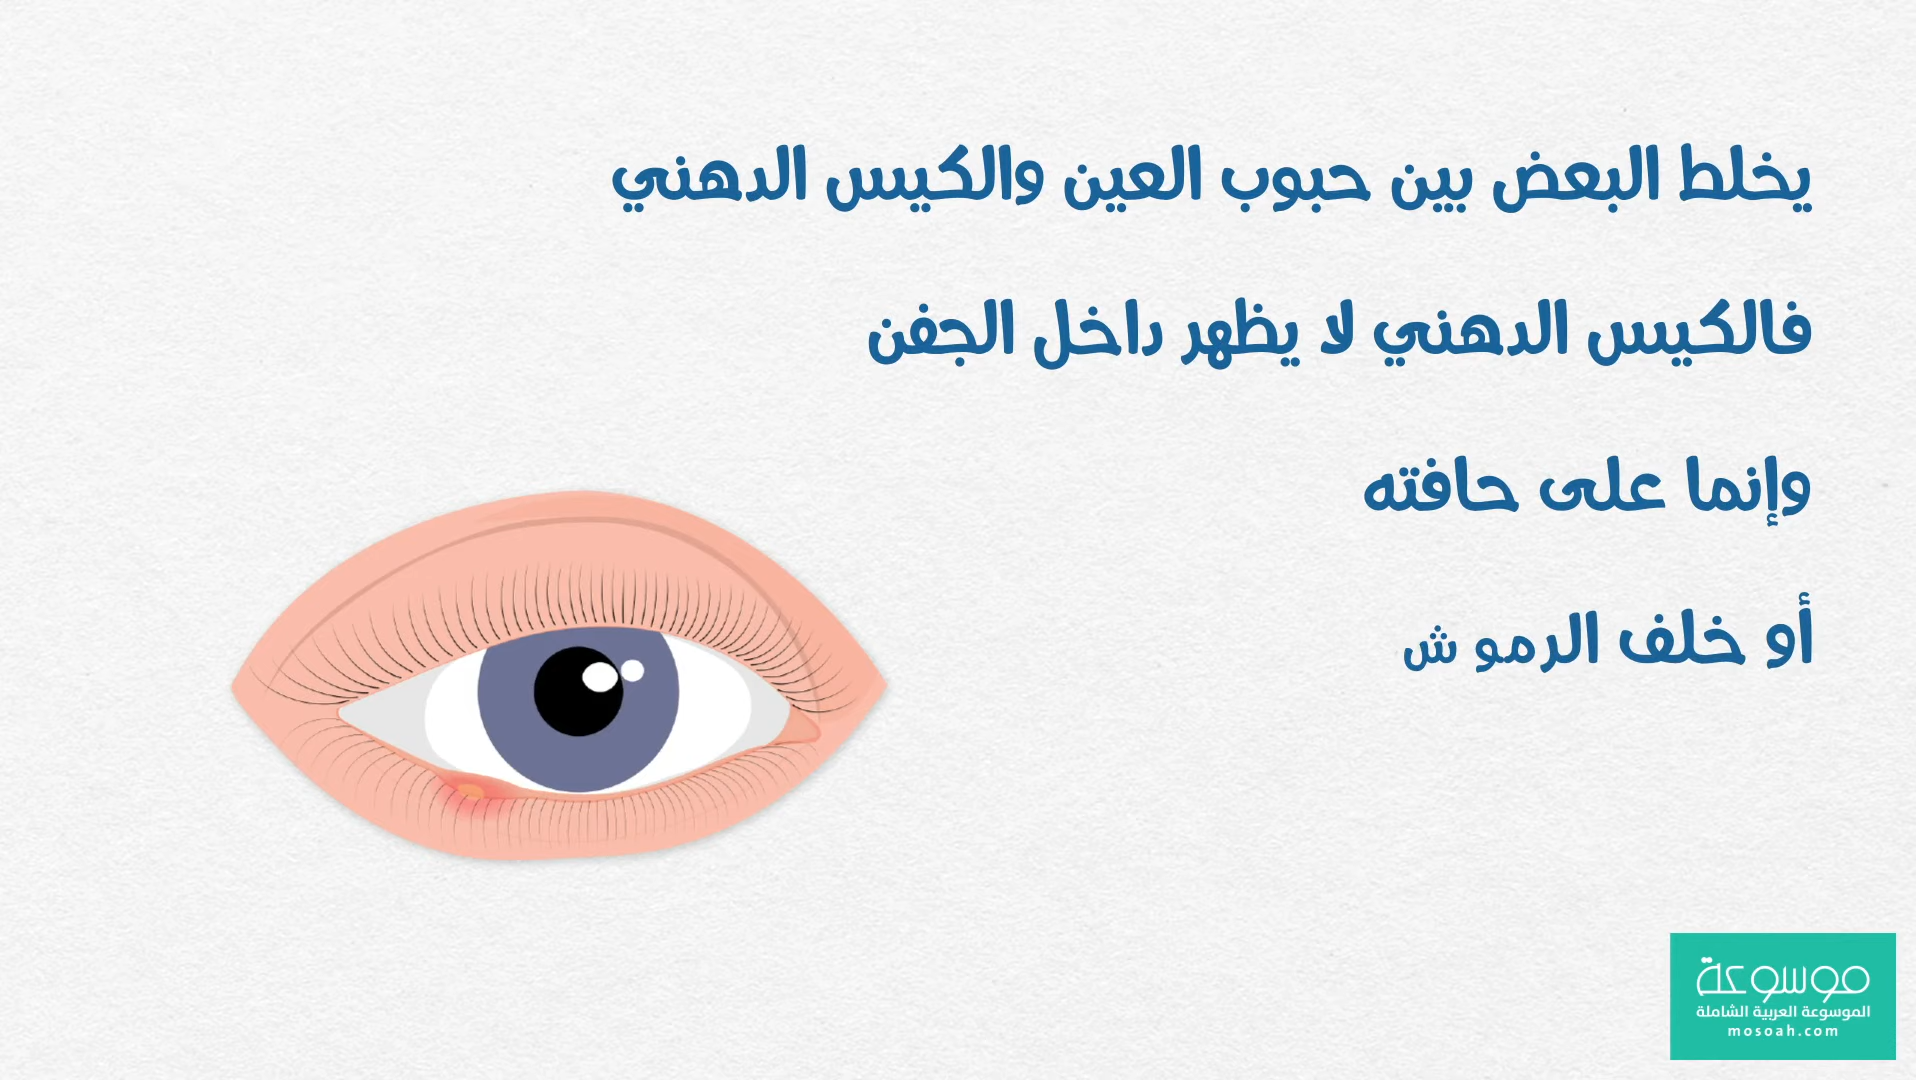 يخلط البعض بين حبوب العين والكيس الدهني
فالكيس الدهني لا يظهر داخل الجفن
وإنما على حافته
أو خلف الرمو ش
موسوعة
الموسوعة العربية الشاملة
mosoah.com